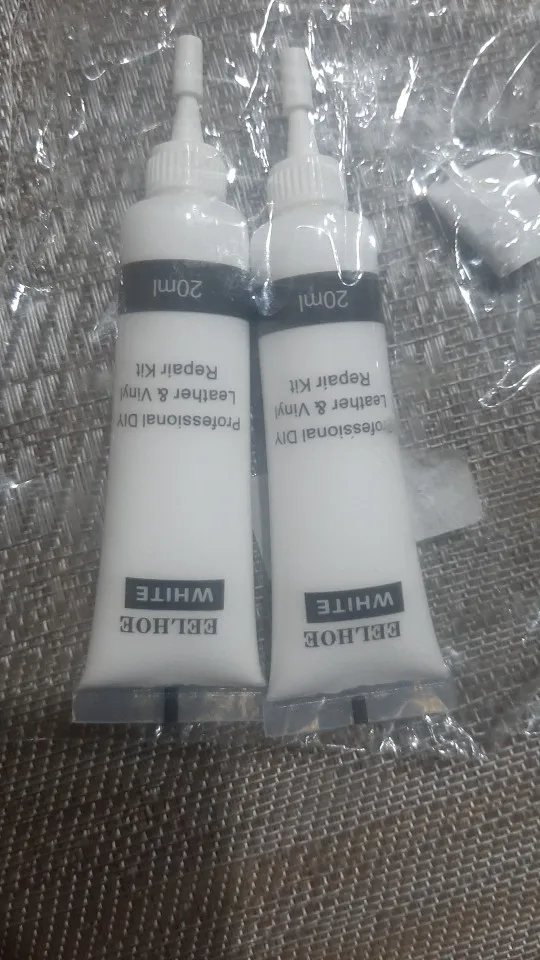 EELHOE
WHITE
Professional DIY
Leather & Vinyl
Repair Kit
20ml
EELHOE
WHITE
Professional DIY
Leather & Vinyl
Repair Kit
20ml